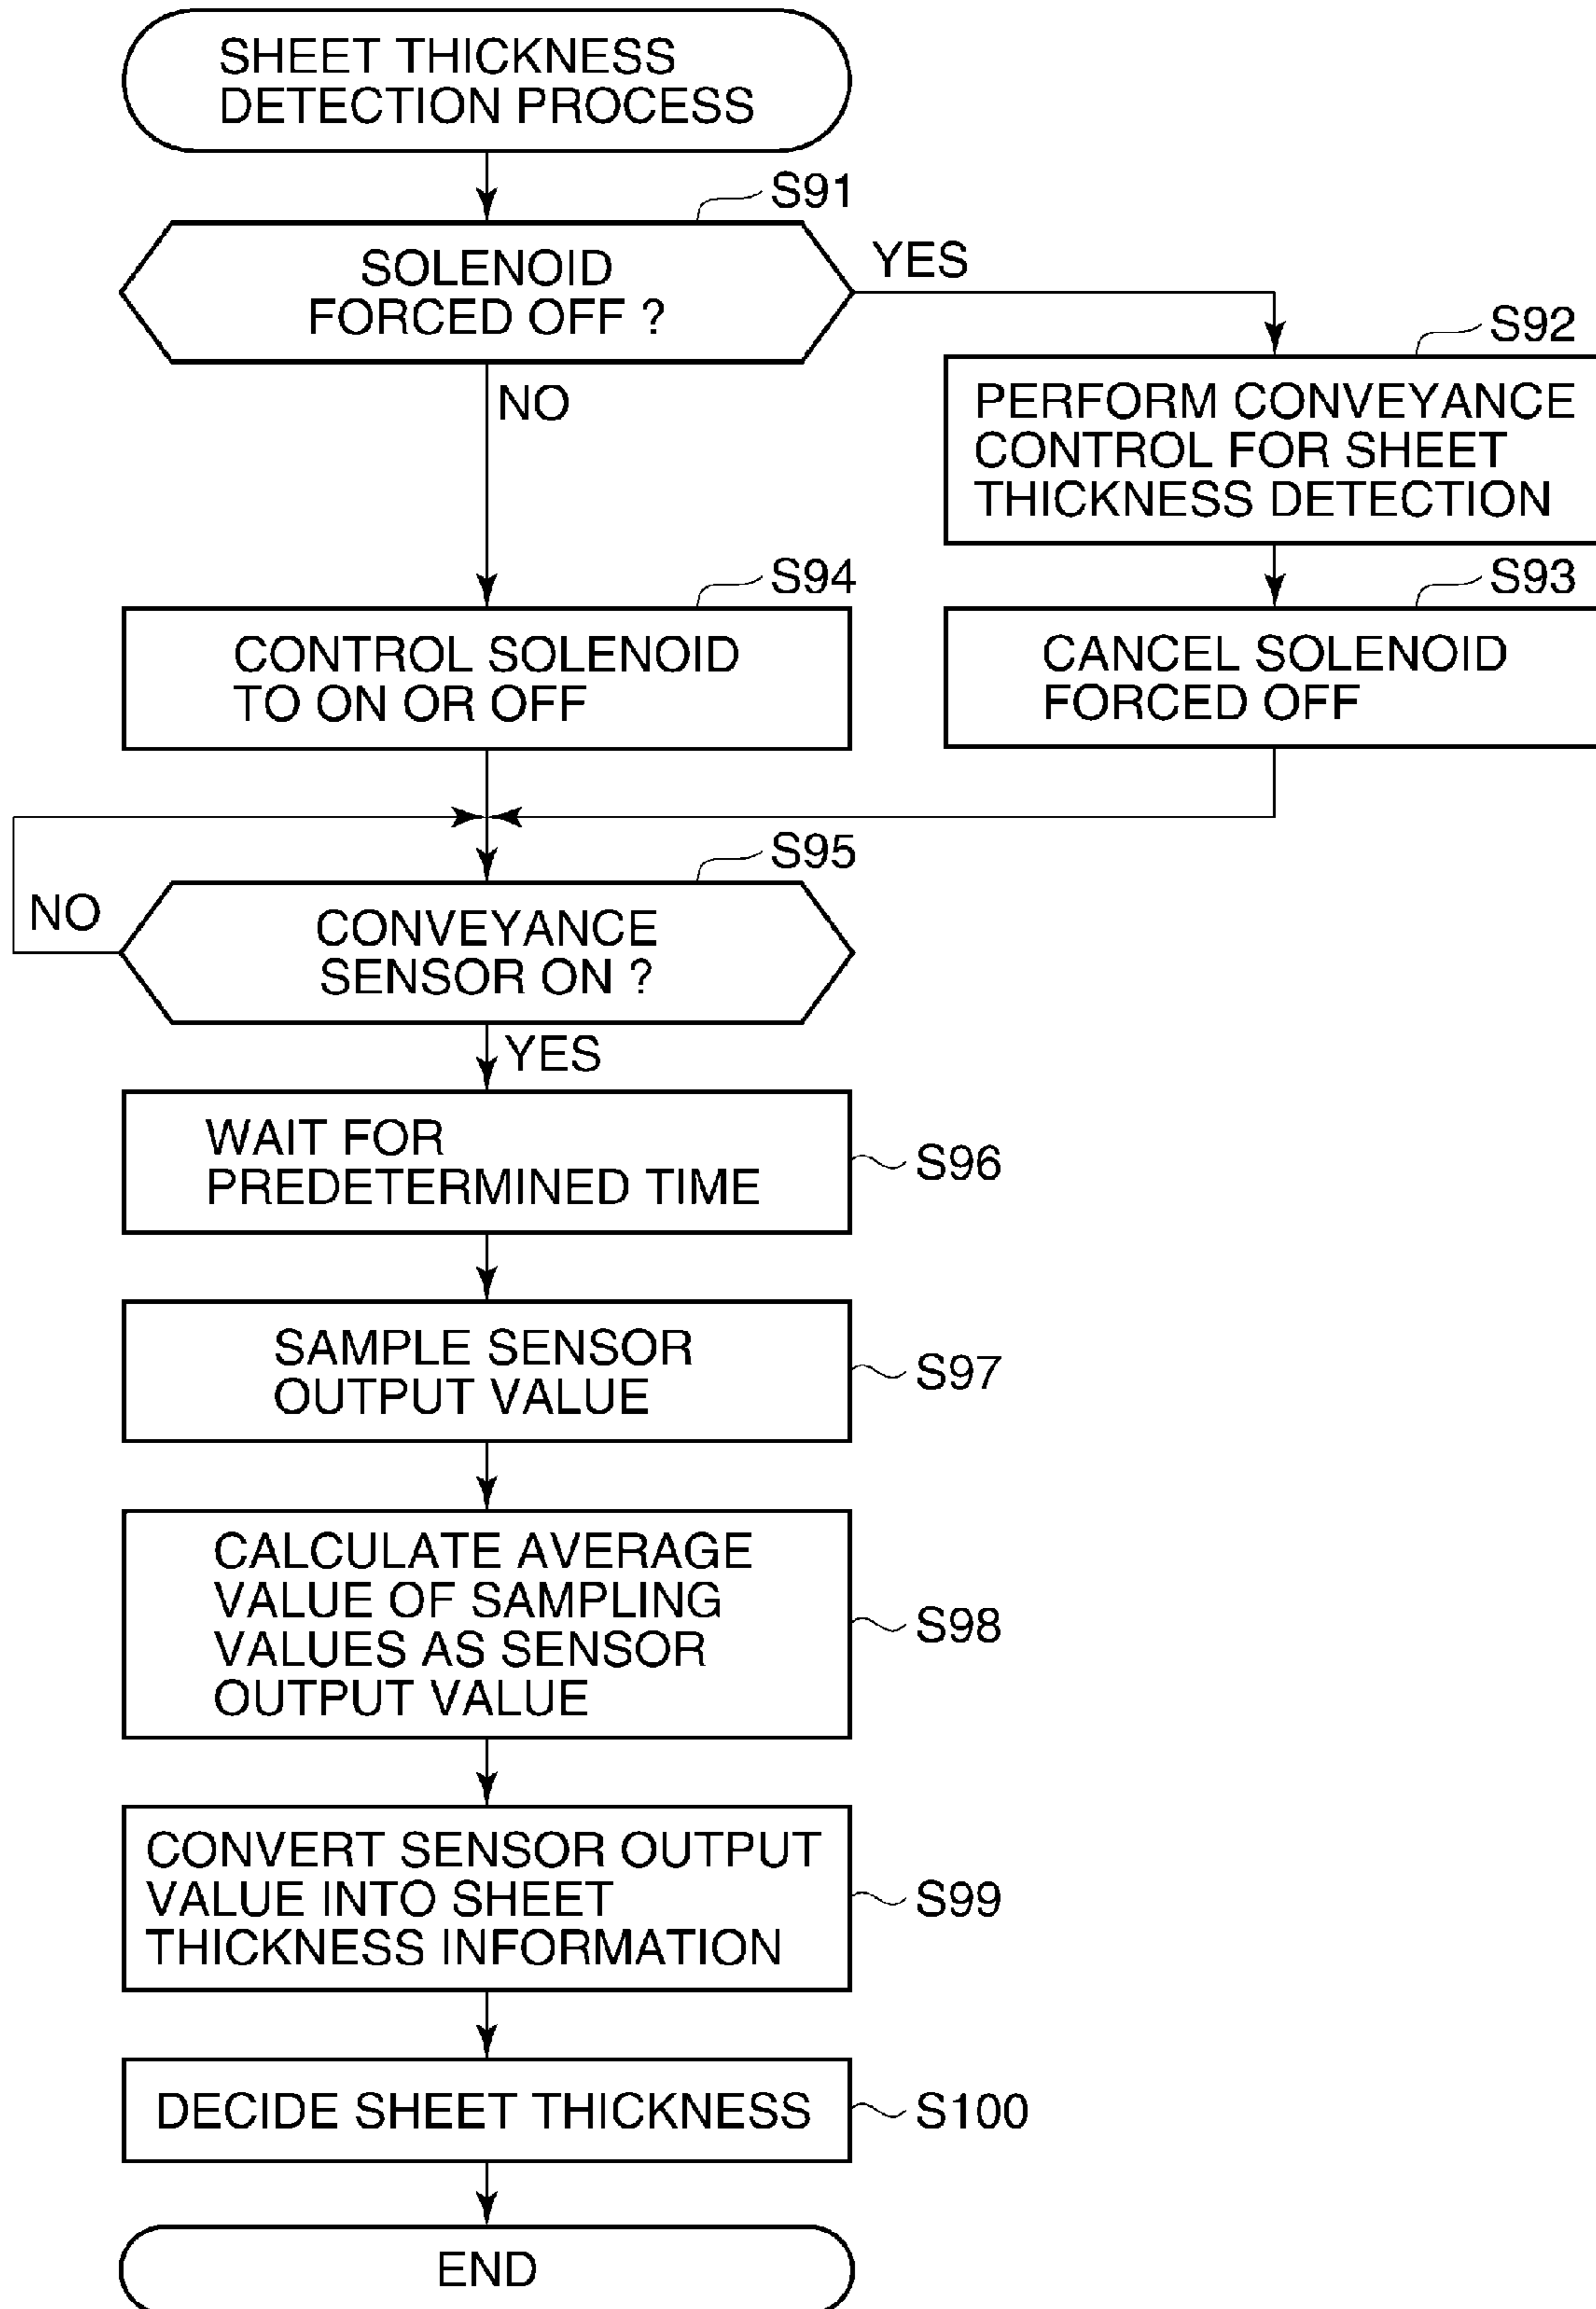 SHEET THICKNESS
DETECTION PROCESS
S91
SOLENOID
FORCED OFF ?
YES
NO
S92
PERFORM CONVEYANCE
CONTROL FOR SHEET
THICKNESS DETECTION
S94
CONTROL SOLENOID
TO ON OR OFF
S93
CANCEL SOLENOID
FORCED OFF
S95
NO
CONVEYANCE
SENSOR ON ?
YES
WAIT FOR
PREDETERMINED TIME
S96
SAMPLE SENSOR
OUTPUT VALUE
S97
CALCULATE AVERAGE
VALUE OF SAMPLING
VALUES AS SENSOR
OUTPUT VALUE
S98
CONVERT SENSOR OUTPUT
VALUE INTO SHEET
THICKNESS INFORMATION
S99
DECIDE SHEET THICKNESS
S100
END